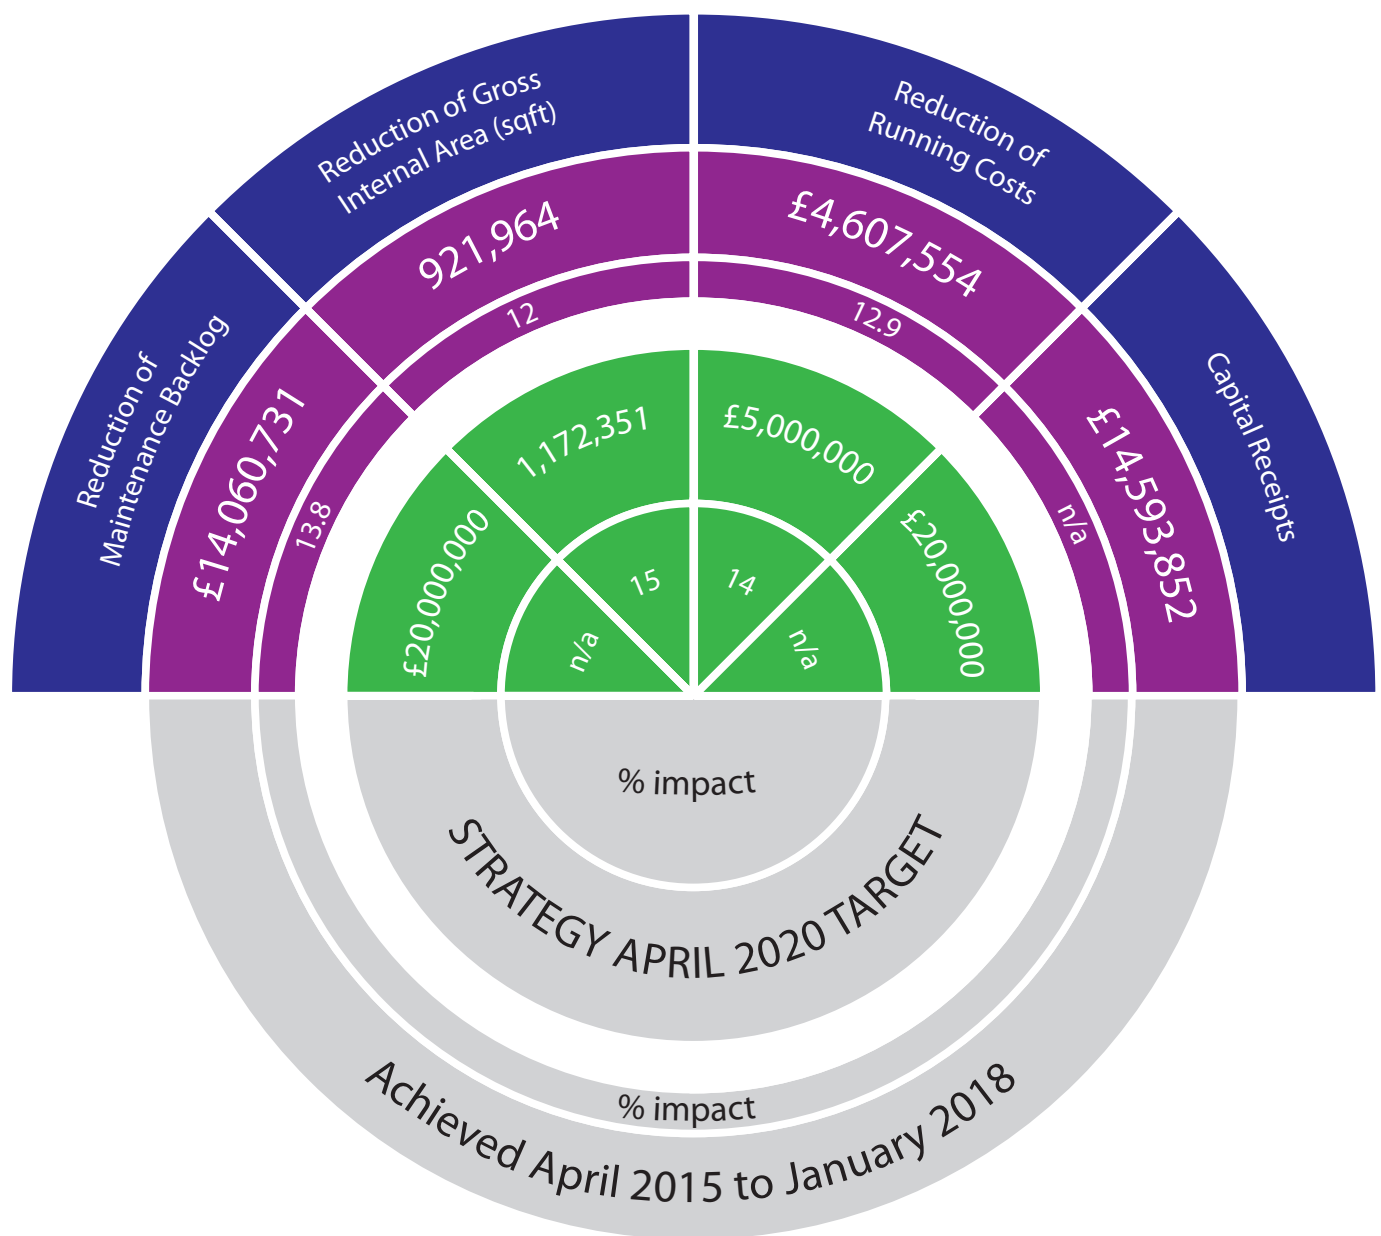 Reduction of
Maintenance Backlog
Reduction of Gross
Internal Area (sqft)
Reduction of
Running Costs
Capital Receipts
£14,060,731
921,964
£4,607,554
£14,593,852
13.8
12
12.9
n/a
£20,000,000
1,172,351
£5,000,000
£20,000,000
n/a
15
14
n/a
% impact
STRATEGY APRIL 2020 TARGET
% impact
Achieved April 2015 to January 2018